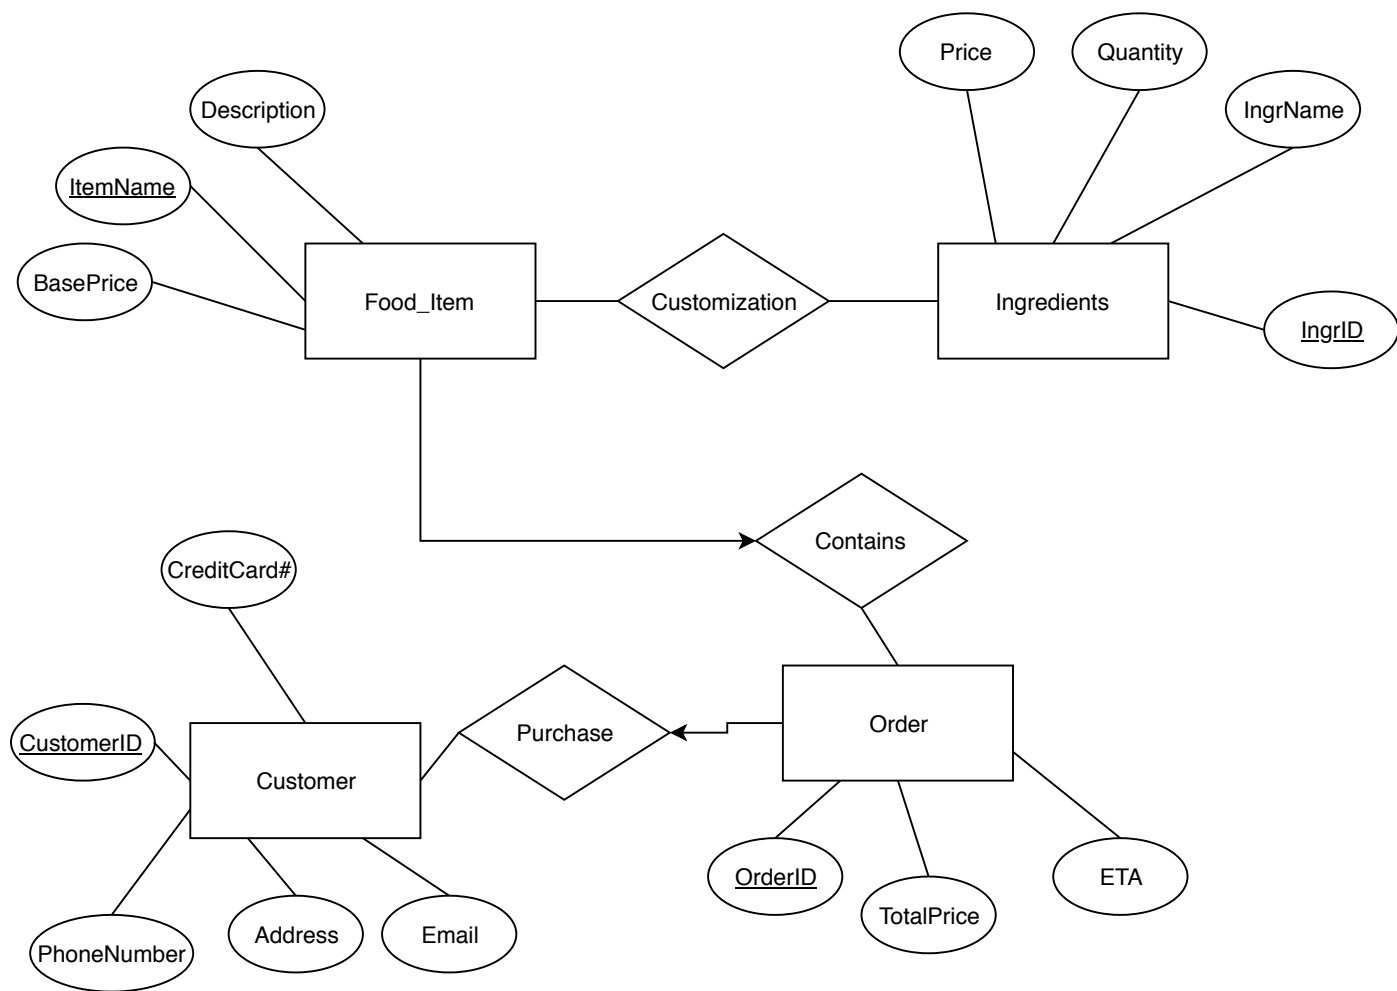 Price
Quantity
Description
IngrName
ItemName
BasePrice
Food_Item
Customization
Ingredients
IngrID
Contains
CreditCard#
Purchase
Order
CustomerID
Customer
OrderID
TotalPrice
ETA
PhoneNumber
Address
Email